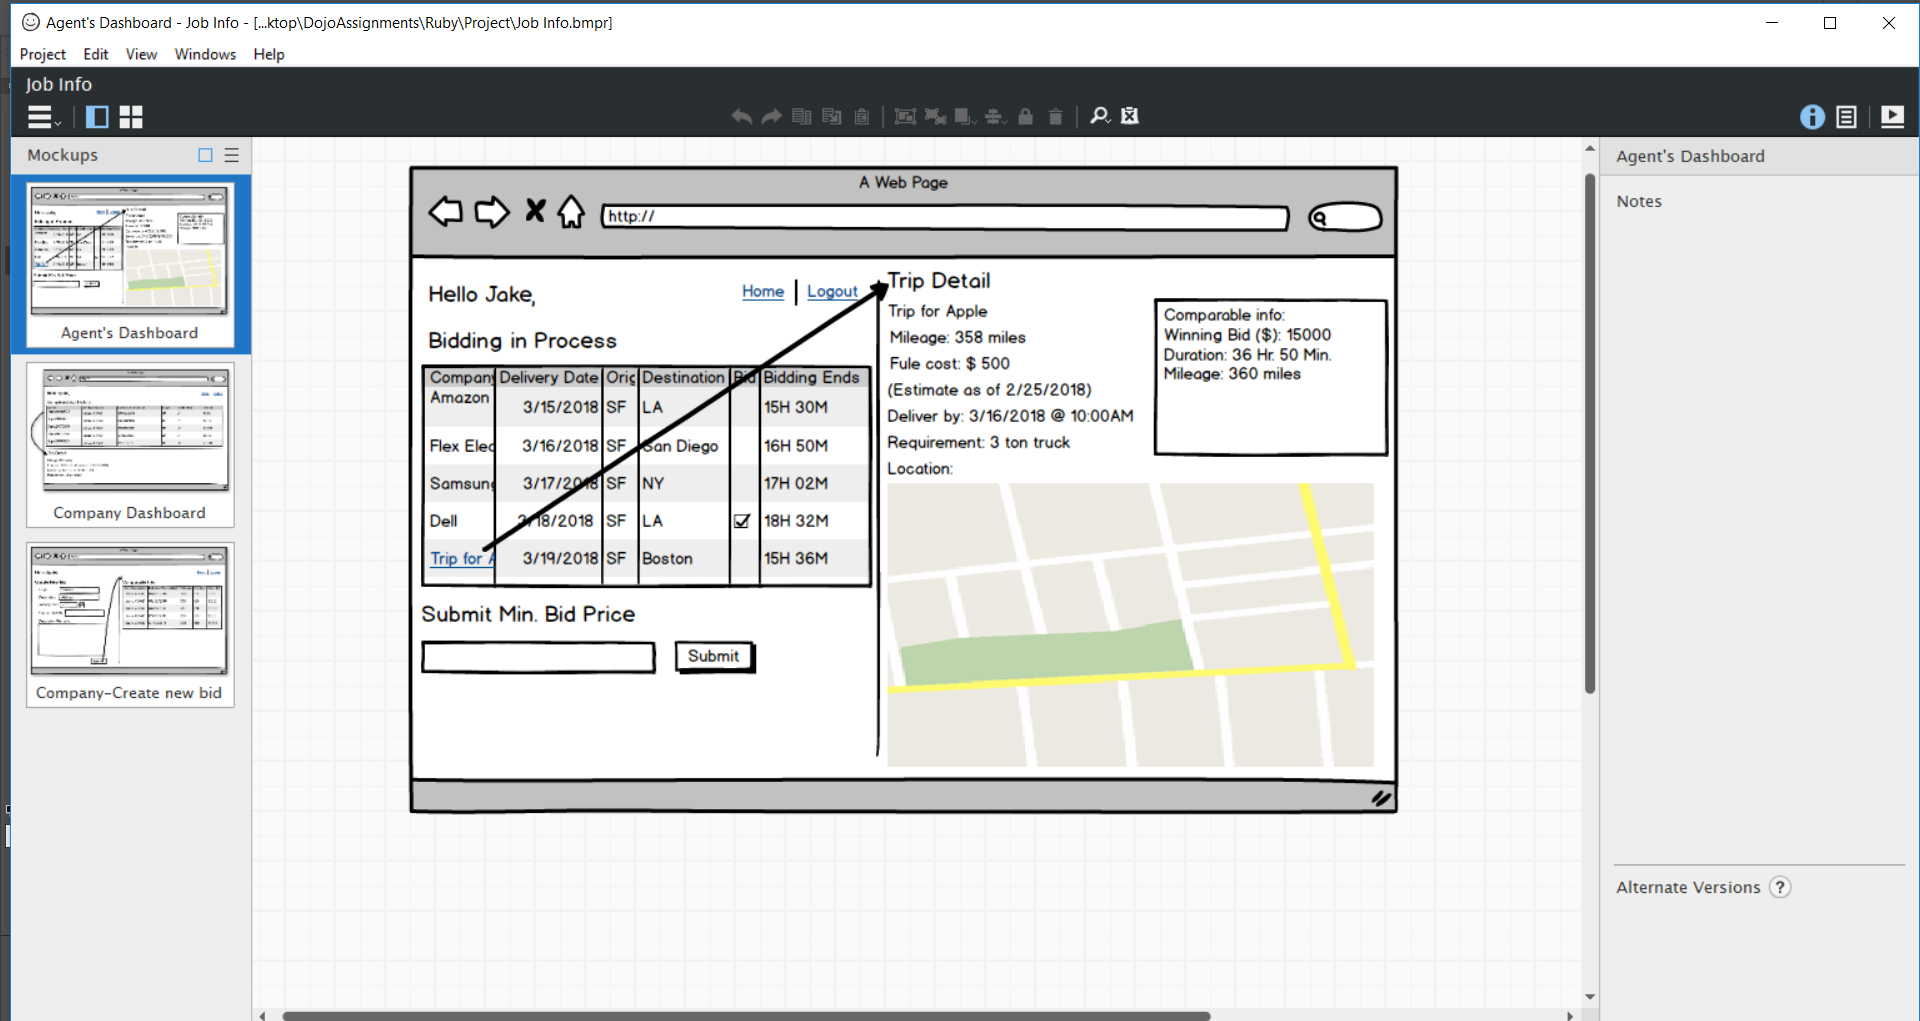 Agent's Dashboard - Job Info - [...ktop\DojoAssignments\Ruby\Project\Job Info.bmpr]
Project Edit View Windows Help
Job Info
Mockups
Agent's Dashboard
Company Dashboard
Company-Create new bid
A Web Page
http://
Hello Jake,
Home Logout
Bidding in Process
Company Delivery Date Orig Destination Bid Bidding Ends
Amazon 3/15/2018 SF LA 15H 30M
Flex Elec 3/16/2018 SF San Diego 16H 50M
Samsung 3/17/2018 SF NY 17H 02M
Dell 3/18/2018 SF LA 18H 32M
Trip for A 3/19/2018 SF Boston 15H 36M
Submit Min. Bid Price
Submit
Trip Detail
Trip for Apple
Mileage: 358 miles
Fule cost: $ 500
(Estimate as of 2/25/2018)
Deliver by: 3/16/2018 @ 10:00AM
Requirement: 3 ton truck
Location:
Comparable info:
Winning Bid ($): 15000
Duration: 36 Hr. 50 Min.
Mileage: 360 miles
Agent's Dashboard
Notes
Alternate Versions ?